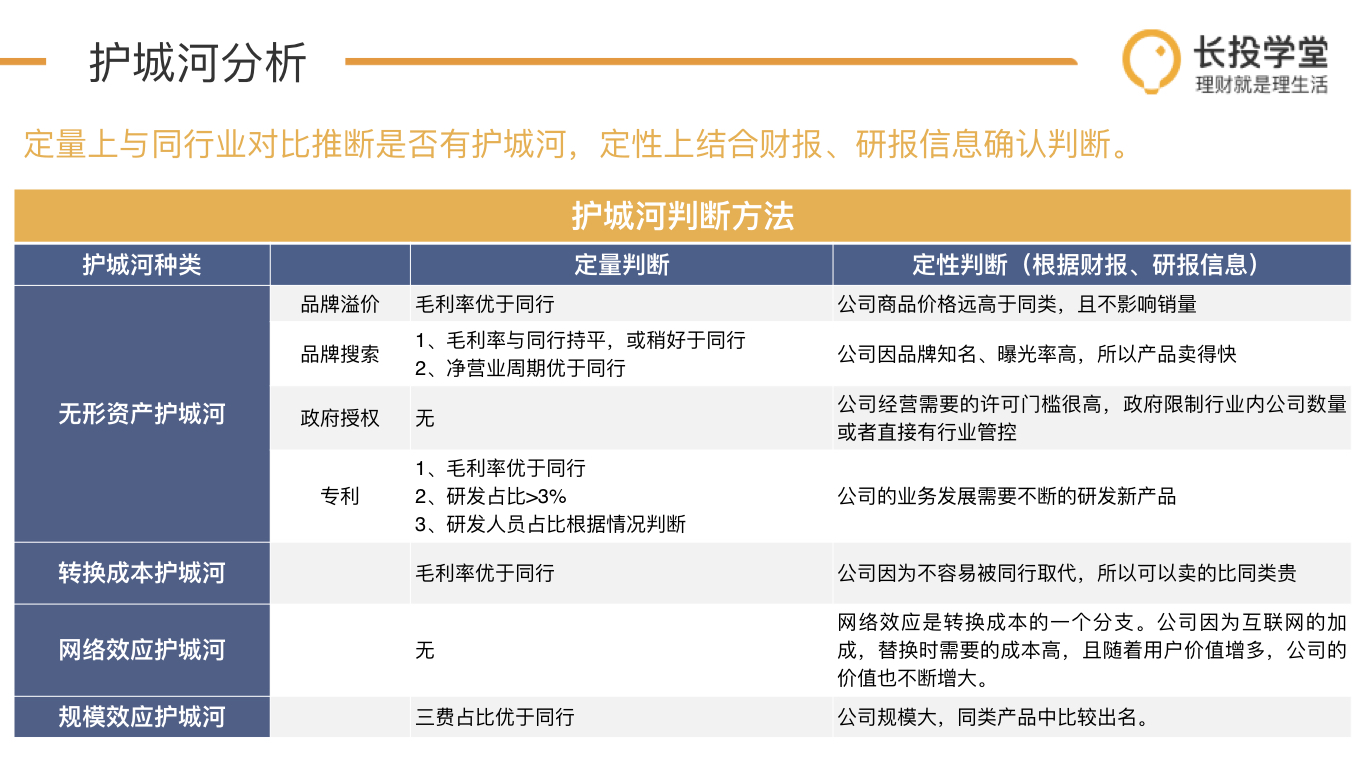 护城河分析
长投学堂
理财就是理生活
定量上与同行业对比推断是否有护城河，定性上结合财报、研报信息确认判断。
护城河判断方法
护城河种类
定量判断
定性判断（根据财报、研报信息）
无形资产护城河
品牌溢价
毛利率优于同行
公司商品价格远高于同类，且不影响销量
品牌搜索
1、毛利率与同行持平，或稍好于同行
2、净营业周期优于同行
公司因品牌知名、曝光率高，所以产品卖得快
政府授权
无
公司经营需要的许可门槛很高，政府限制行业内公司数量
或者直接有行业管控
专利
1、毛利率优于同行
2、研发占比>3%
3、研发人员占比根据情况判断
公司的业务发展需要不断的研发新产品
转换成本护城河
毛利率优于同行
公司因为不容易被同行取代，所以可以卖的比同类贵
网络效应护城河
无
网络效应是转换成本的一个分支。公司因为互联网的加
成，替换时需要的成本高，且随着用户价值增多，公司的
价值也不断增大。
规模效应护城河
三费占比优于同行
公司规模大，同类产品中比较出名。